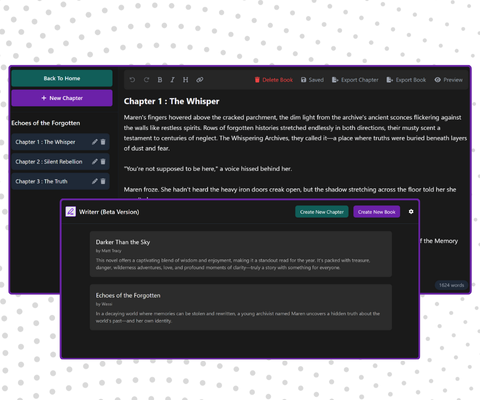 Back To Home
+ New Chapter
Echoes of the Forgotten
Chapter 1 : The Whisper
Chapter 2 : Silent Rebellion
Chapter 3 : The Truth
B I H
Delete Book
Saved
Export Chapter
Export Book
Preview
Chapter 1 : The Whisper
Maren's fingers hovered above the cracked parchment, the dim light from the archive's ancient sconces flickering against
the walls like restless spirits. Rows of forgotten histories stretched endlessly in both directions, their musty scent a
testament to centuries of neglect. The Whispering Archives, they called it—a place where truths were buried beneath layers
of dust and fear.
"You're not supposed to be here," a voice hissed behind her.
Maren froze. She hadn't heard the heavy iron doors creak open, but the shadow stretching across the floor told her she
of the Memory
1624 words
Writerr (Beta Version)
Create New Chapter
Create New Book
Darker Than the Sky
by Matt Tracy
This novel offers a captivating blend of wisdom and enjoyment, making it a standout read for the year. It's packed with treasure,
danger, wilderness adventures, love, and profound moments of clarity—truly a story with something for everyone.
Echoes of the Forgotten
by
In a decaying world where memories can be stolen and rewritten, a young archivist named Maren uncovers a hidden truth about the
world's past—and her own identity.